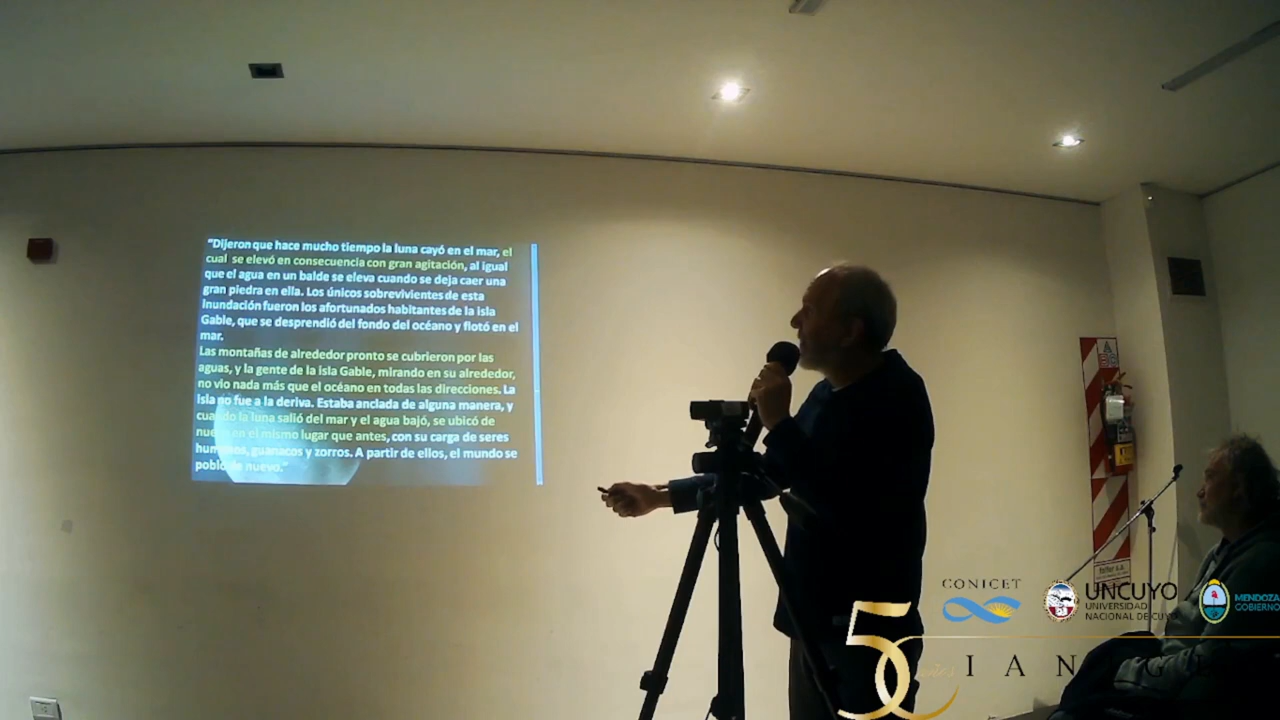 "Dijeron que hace mucho tiempo la luna cayó en el mar, el
cual se elevó en consecuencia con gran agitación, al igual
que el agua en un balde se eleva cuando se deja caer una
gran piedra en ella. Los únicos sobrevivientes de esta
inundación fueron los afortunados habitantes de la isla
Gable, que se desprendió del fondo del océano y flotó en el
mar.
Las montañas de alrededor pronto se cubrieron por las
aguas, y la gente de la isla Gable, mirando en su alrededor,
no vio nada más que el océano en todas las direcciones. La
isla no fue a la deriva. Estaba anclada de alguna manera, y
cuando la luna salió del mar y el agua bajó, se ubicó de
nuevo en el mismo lugar que antes, con su carga de seres
humanos, guanacos y zorros. A partir de ellos, el mundo se
pobló de nuevo."
CONICET
UNCUYO
UNIVERSIDAD
NACIONAL DE CUYO
MENDOZA
GOBIERNO
50 años